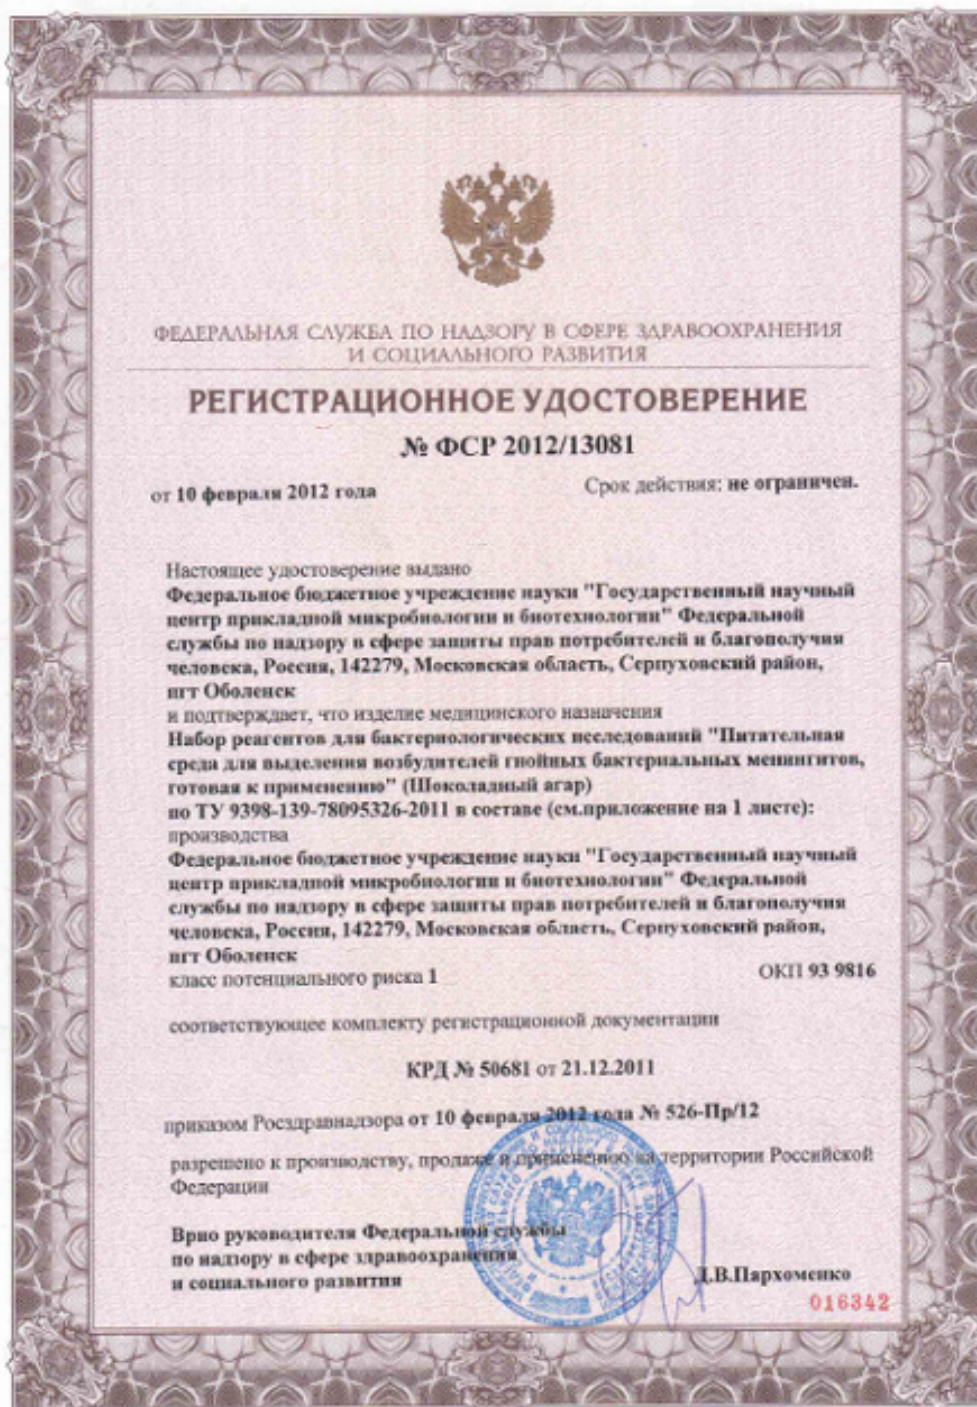 ФЕДЕРАЛЬНАЯ СЛУЖБА ПО НАДЗОРУ В СФЕРЕ ЗДРАВООХРАНЕНИЯ
И СОЦИАЛЬНОГО РАЗВИТИЯ
РЕГИСТРАЦИОННОЕ УДОСТОВЕРЕНИЕ
№ ФСР 2012/13081
от 10 февраля 2012 года Срок действия: не ограничен.
Настоящее удостоверение выдано
Федеральное бюджетное учреждение науки "Государственный научный
центр прикладной микробиологии и биотехнологии" Федеральной
службы по надзору в сфере защиты прав потребителей и благополучия
человека, Россия, 142279, Московская область, Серпуховский район,
пгт Оболенск
и подтверждает, что изделие медицинского назначения
Набор реагентов для бактериологических исследований "Питательная
среда для выделения возбудителей гнойных бактериальных менингитов,
готовая к применению" (Шоколадный агар)
по ТУ 9398-139-78095326-2011 в составе (см.приложение на 1 листе):
производства
Федеральное бюджетное учреждение науки "Государственный научный
центр прикладной микробиологии и биотехнологии" Федеральной
службы по надзору в сфере защиты прав потребителей и благополучия
человека, Россия, 142279, Московская область, Серпуховский район,
пгт Оболенск
класс потенциального риска 1 ОКП 93 9816
соответствующее комплекту регистрационной документации
КРД № 50681 от 21.12.2011
приказом Росздравнадзора от 10 февраля 2012 года № 526-Пр/12
разрешено к производству, продаже и применению на территории Российской
Федерации
Врио руководителя Федеральной службы
по надзору в сфере здравоохранения
и социального развития Д.В.Пархоменко
016342